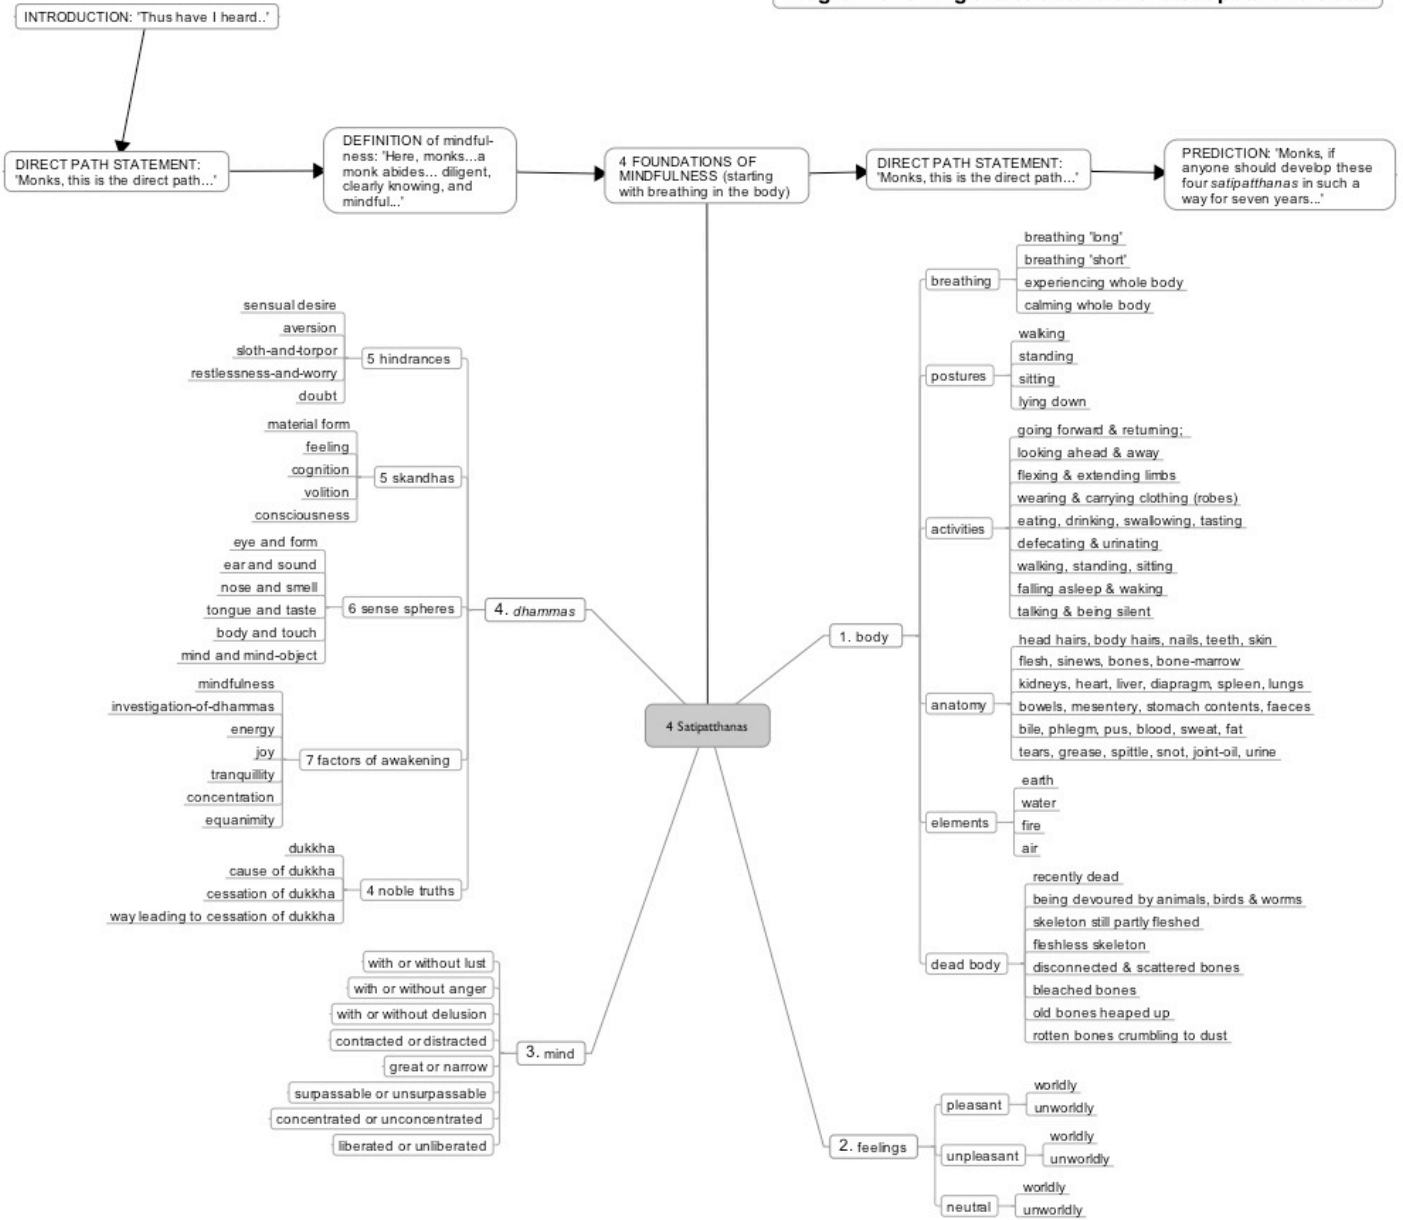 INTRODUCTION: 'Thus have I heard..'
DIRECT PATH STATEMENT:
'Monks, this is the direct path...'
DEFINITION of mindful-
ness: 'Here, monks...a
monk abides... diligent,
clearly knowing, and
mindful...'
4 FOUNDATIONS OF
MINDFULNESS (starting
with breathing in the body)
DIRECT PATH STATEMENT:
'Monks, this is the direct path...'
PREDICTION: 'Monks, if
anyone should develop these
four satipatthanas in such a
way for seven years...'
4 Satipatthanas
1. body
breathing
breathing 'long'
breathing 'short'
experiencing whole body
calming whole body
postures
walking
standing
sitting
lying down
activities
going forward & returning;
looking ahead & away
flexing & extending limbs
wearing & carrying clothing (robes)
eating, drinking, swallowing, tasting
defecating & urinating
walking, standing, sitting
falling asleep & waking
talking & being silent
anatomy
head hairs, body hairs, nails, teeth, skin
flesh, sinews, bones, bone-marrow
kidneys, heart, liver, diapragm, spleen, lungs
bowels, mesentery, stomach contents, faeces
bile, phlegm, pus, blood, sweat, fat
tears, grease, spittle, snot, joint-oil, urine
elements
earth
water
fire
air
dead body
recently dead
being devoured by animals, birds & worms
skeleton still partly fleshed
fleshless skeleton
disconnected & scattered bones
bleached bones
old bones heaped up
rotten bones crumbling to dust
2. feelings
pleasant
worldly
unworldly
unpleasant
worldly
unworldly
neutral
worldly
unworldly
3. mind
with or without lust
with or without anger
with or without delusion
contracted or distracted
great or narrow
surpassable or unsurpassable
concentrated or unconcentrated
liberated or unliberated
4. dhammas
5 hindrances
sensual desire
aversion
sloth-and-torpor
restlessness-and-worry
doubt
5 skandhas
material form
feeling
cognition
volition
consciousness
6 sense spheres
eye and form
ear and sound
nose and smell
tongue and taste
body and touch
mind and mind-object
7 factors of awakening
mindfulness
investigation-of-dhammas
energy
joy
tranquillity
concentration
equanimity
4 noble truths
dukkha
cause of dukkha
cessation of dukkha
way leading to cessation of dukkha